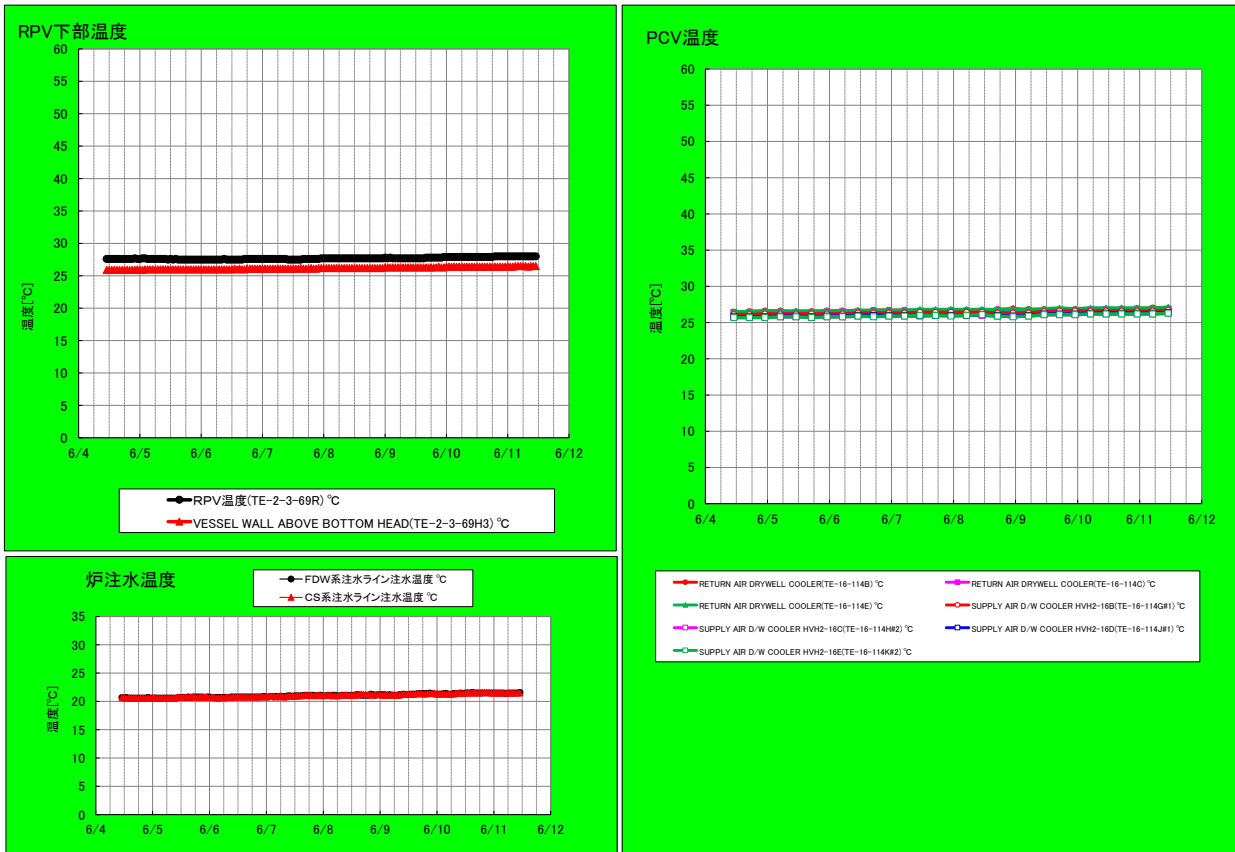 RPV下部温度
60
55
50
45
40
35
30
25
20
15
10
5
0
温度[℃]
6/4 6/5 6/6 6/7 6/8 6/9 6/10 6/11 6/12
RPV温度(TE-2-3-69R) ℃
VESSEL WALL ABOVE BOTTOM HEAD(TE-2-3-69H3) ℃
炉注水温度
FDW系注水ライン注水温度 ℃
CS系注水ライン注水温度 ℃
35
30
25
20
15
10
5
0
温度[℃]
6/4 6/5 6/6 6/7 6/8 6/9 6/10 6/11 6/12
PCV温度
60
55
50
45
40
35
30
25
20
15
10
5
0
温度[℃]
6/4 6/5 6/6 6/7 6/8 6/9 6/10 6/11 6/12
RETURN AIR DRYWELL COOLER(TE-16-114B) ℃
RETURN AIR DRYWELL COOLER(TE-16-114C) ℃
RETURN AIR DRYWELL COOLER(TE-16-114E) ℃
SUPPLY AIR D/W COOLER HVH2-16B(TE-16-114G#1) ℃
SUPPLY AIR D/W COOLER HVH2-16C(TE-16-114H#2) ℃
SUPPLY AIR D/W COOLER HVH2-16D(TE-16-114J#1) ℃
SUPPLY AIR D/W COOLER HVH2-16E(TE-16-114K#2) ℃